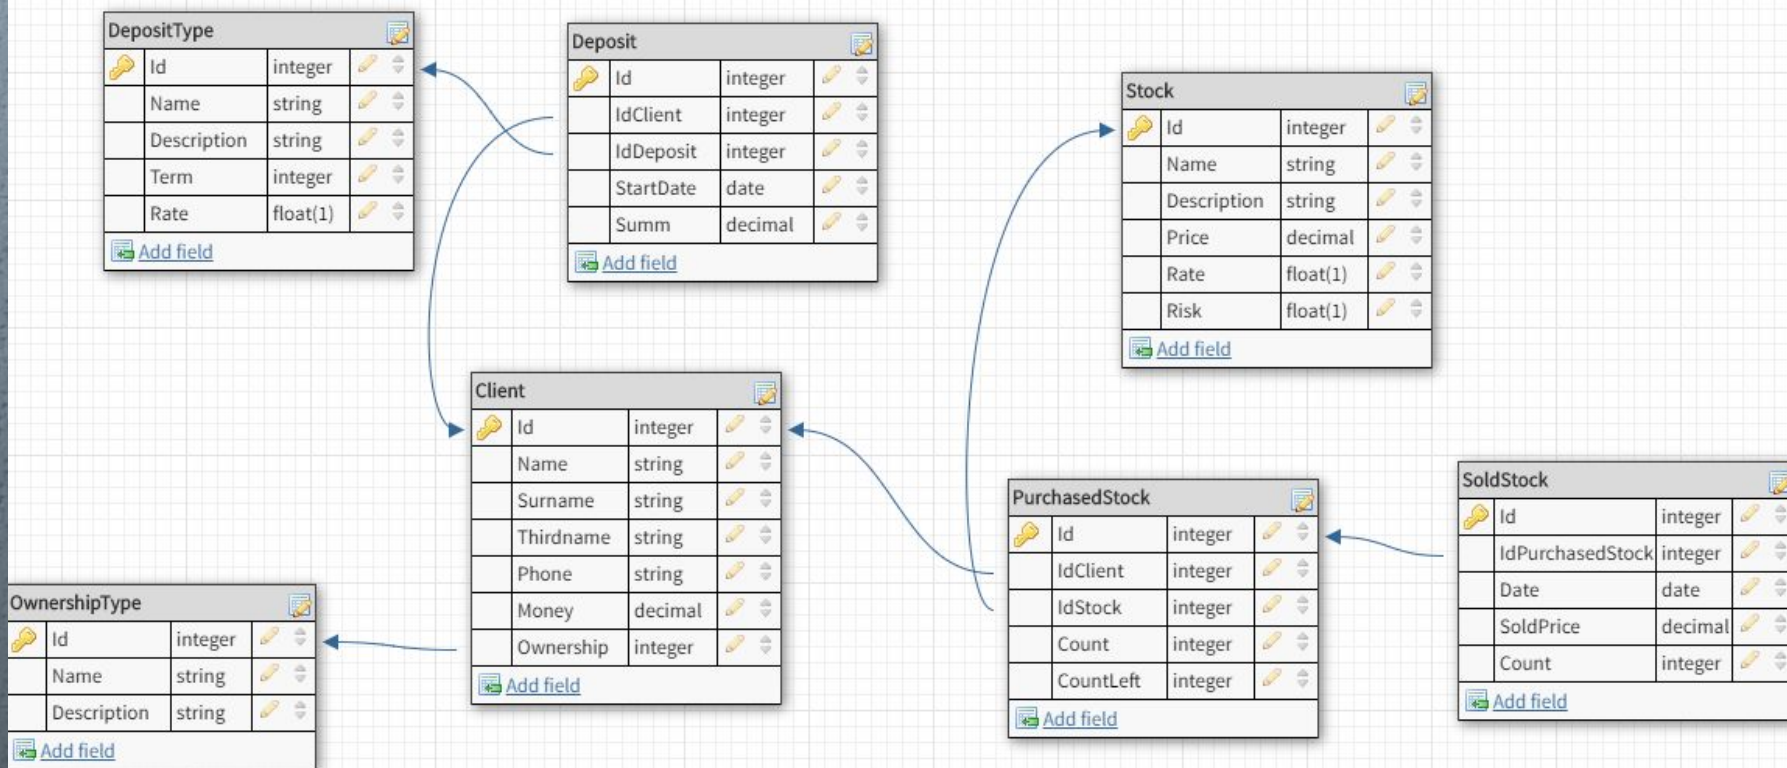 DepositType
Id integer
Name string
Description string
Term integer
Rate float(1)
Add field
Deposit
Id integer
IdClient integer
IdDeposit integer
StartDate date
Summ decimal
Add field
Stock
Id integer
Name string
Description string
Price decimal
Rate float(1)
Risk float(1)
Add field
Client
Id integer
Name string
Surname string
Thirdname string
Phone string
Money decimal
Ownership integer
Add field
PurchasedStock
Id integer
IdClient integer
IdStock integer
Count integer
CountLeft integer
Add field
SoldStock
Id integer
IdPurchasedStock integer
Date date
SoldPrice decimal
Count integer
Add field
OwnershipType
Id integer
Name string
Description string
Add field